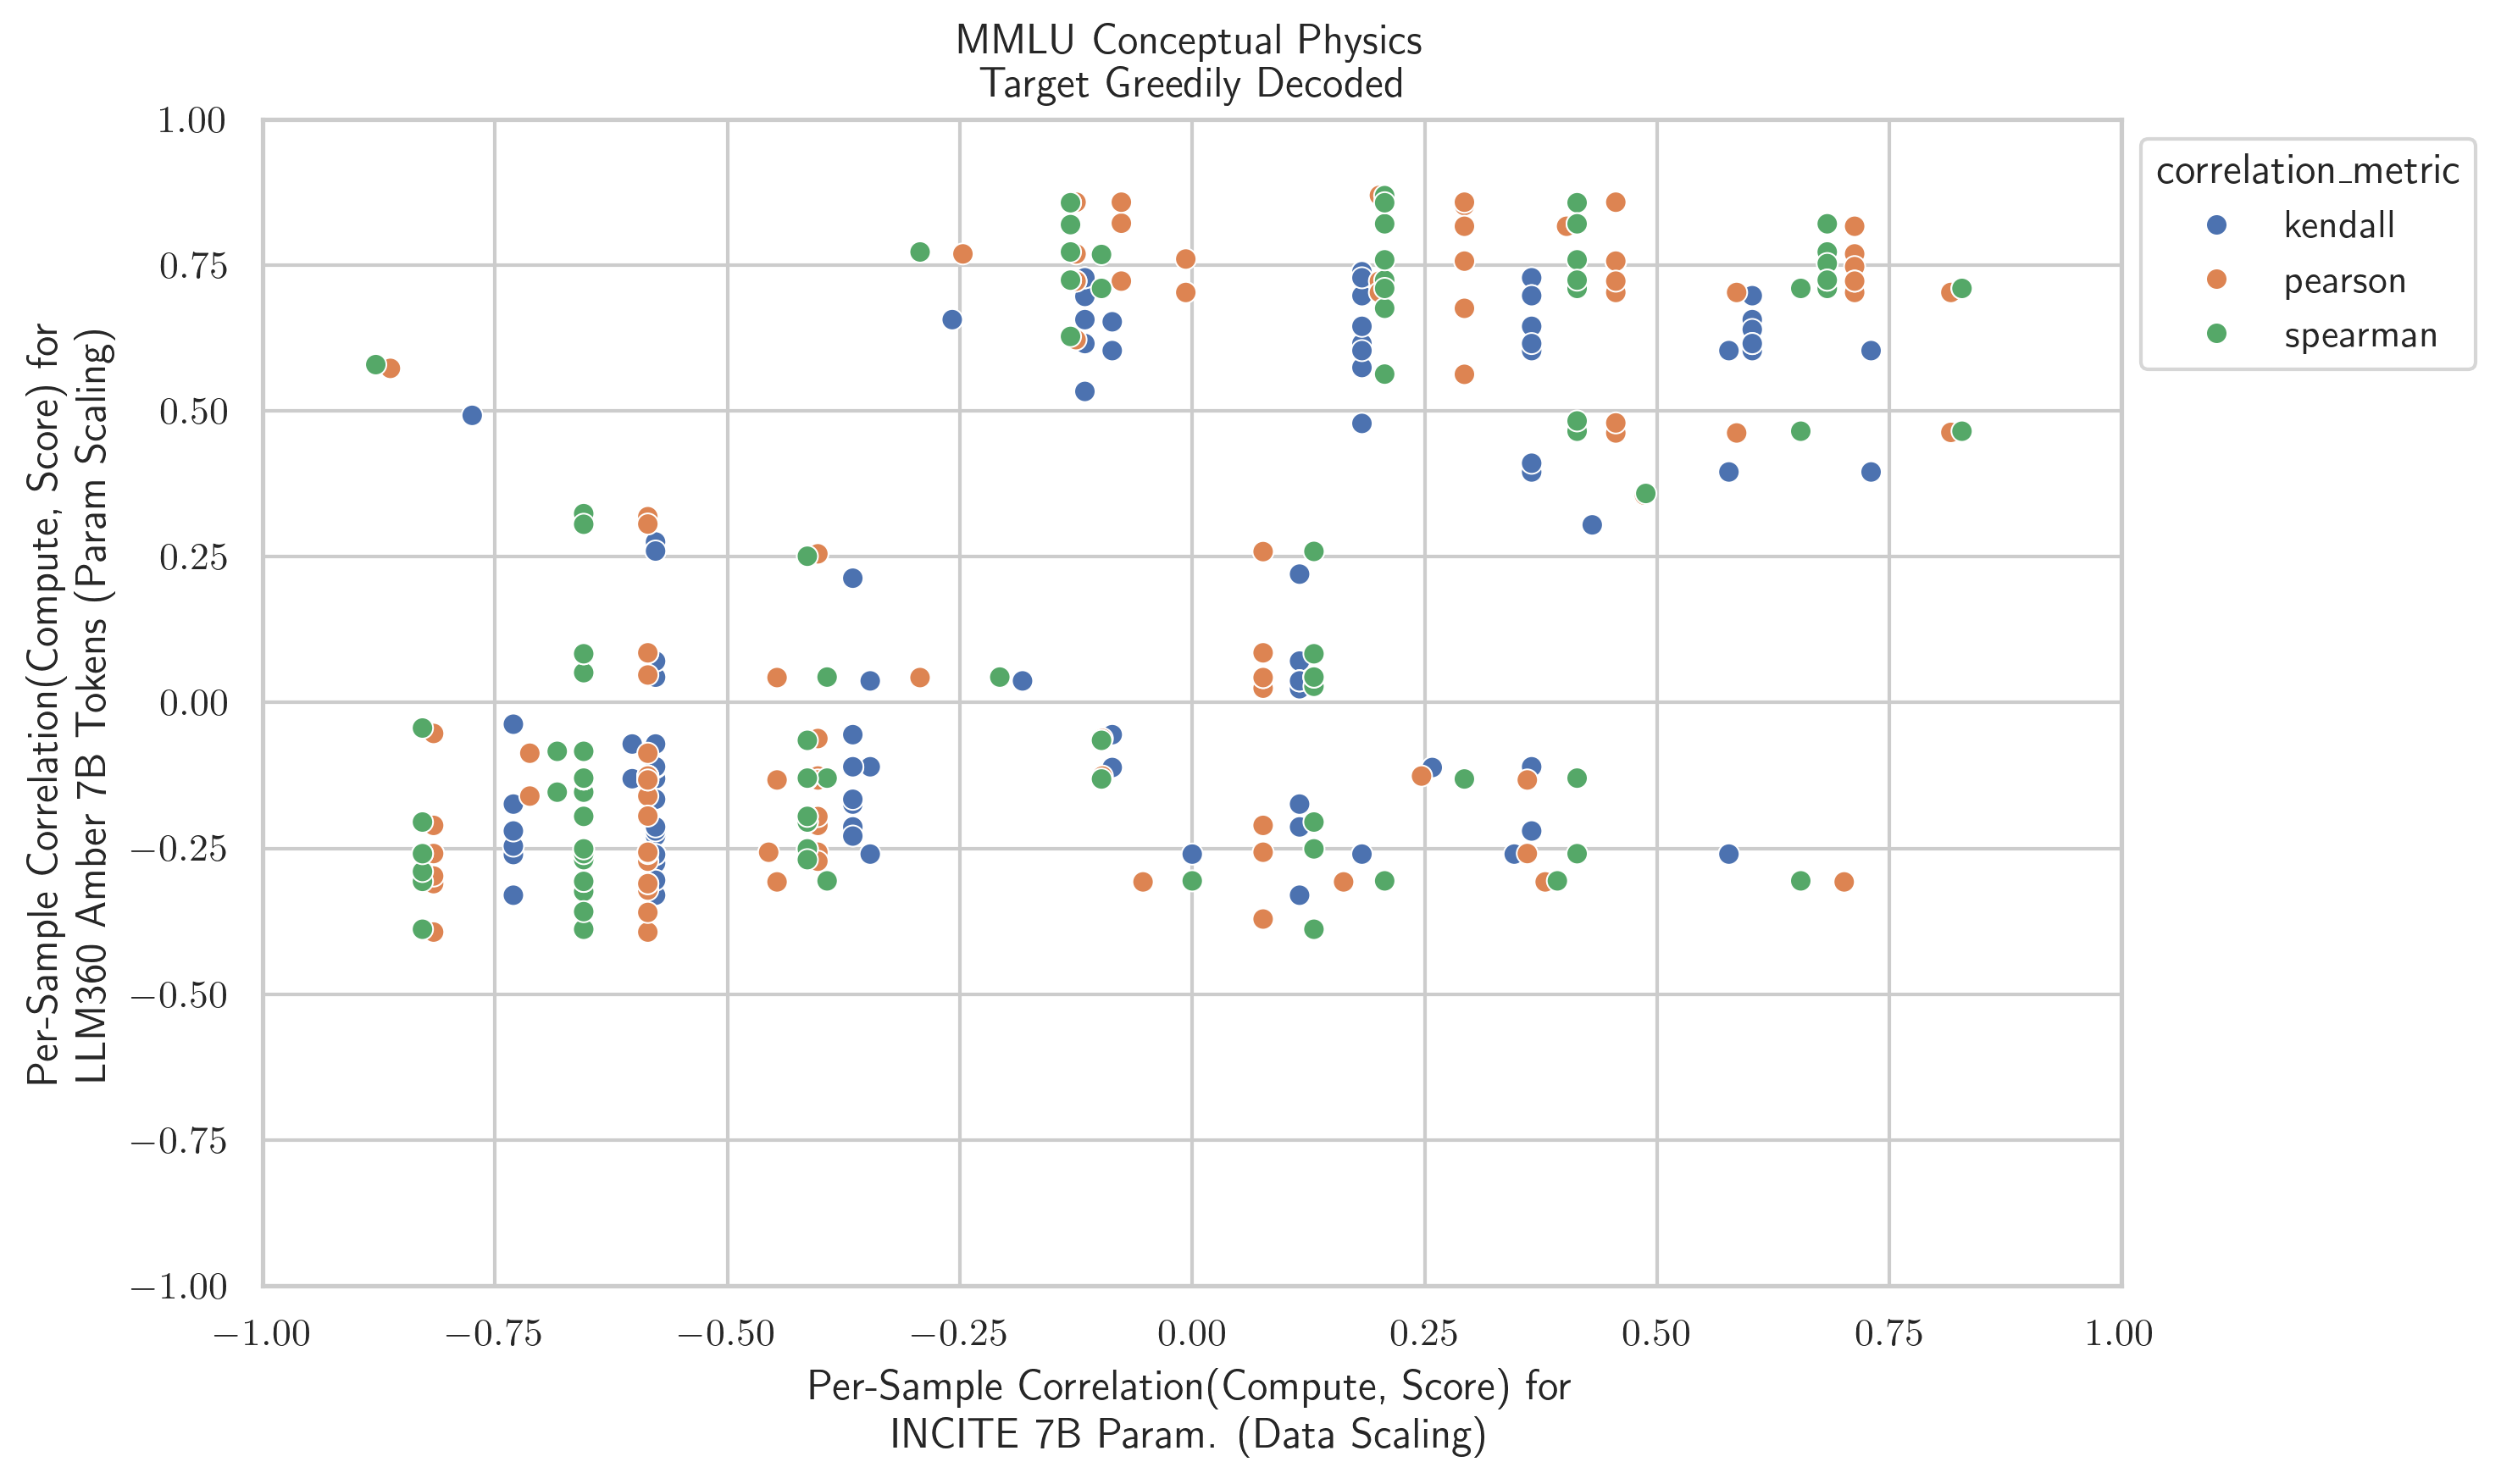 MMLU Conceptual Physics
Target Greedily Decoded
Per-Sample Correlation(Compute, Score) for
LLM360 Amber 7B Tokens (Param Scaling)
1.00
0.75
0.50
0.25
0.00
−0.25
−0.50
−0.75
−1.00
correlation_metric
kendall
pearson
spearman
−1.00
−0.75
−0.50
−0.25
0.00
0.25
0.50
0.75
1.00
Per-Sample Correlation(Compute, Score) for
INCITE 7B Param. (Data Scaling)